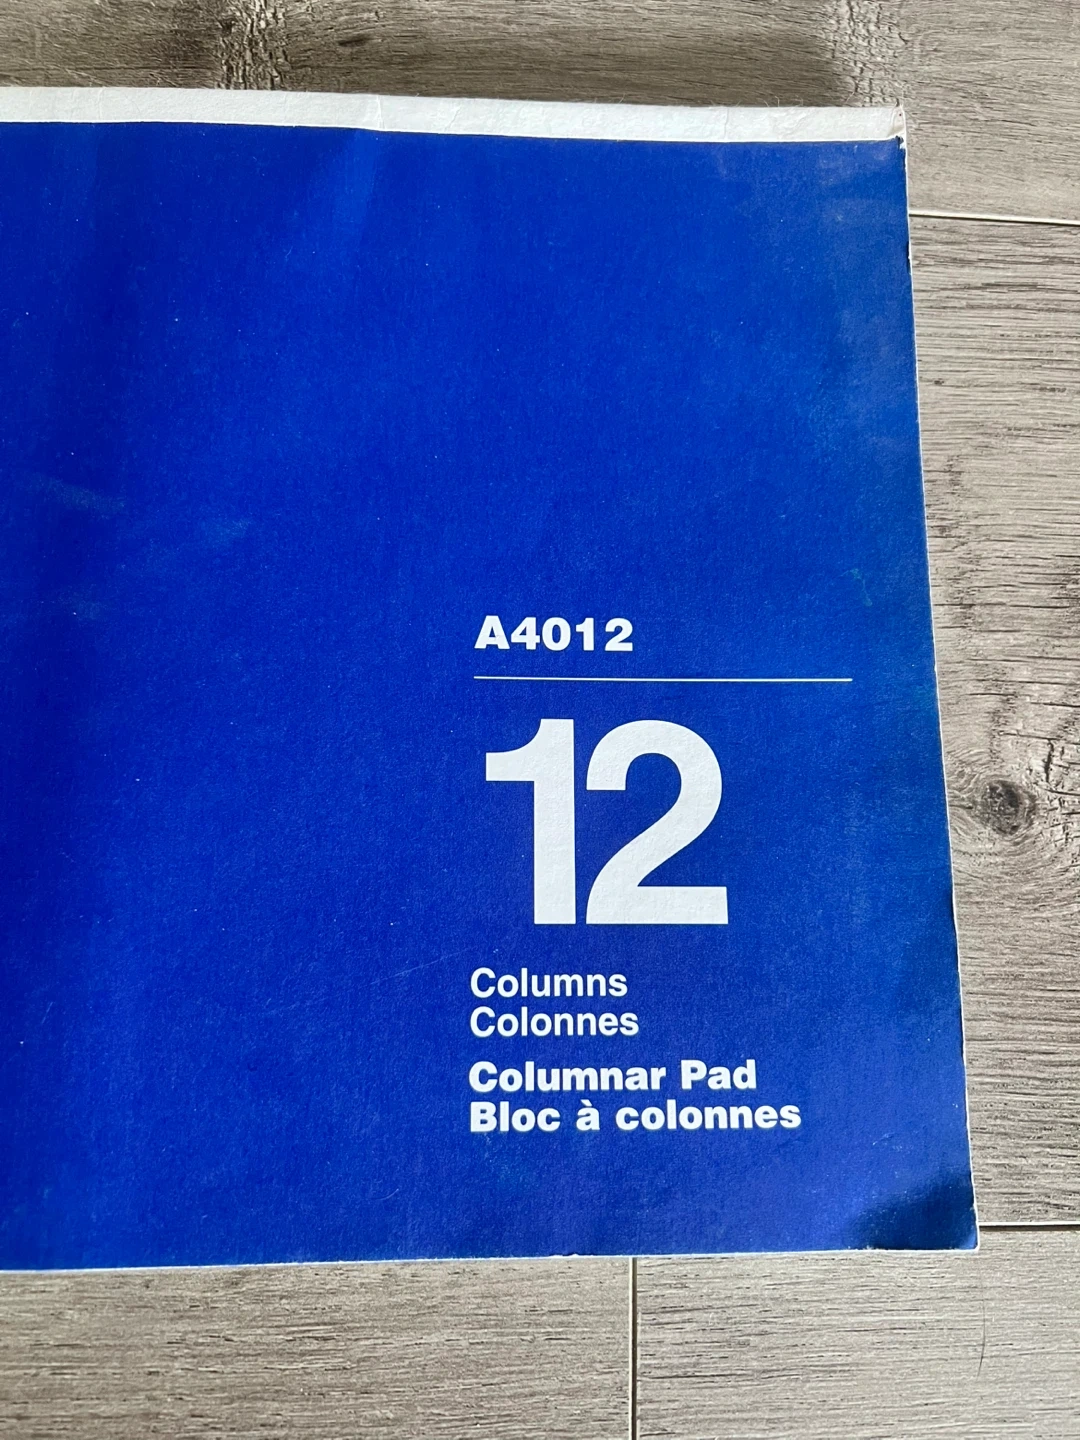 A4012
12
Columns
Colonnes
Columnar Pad
Bloc à colonnes